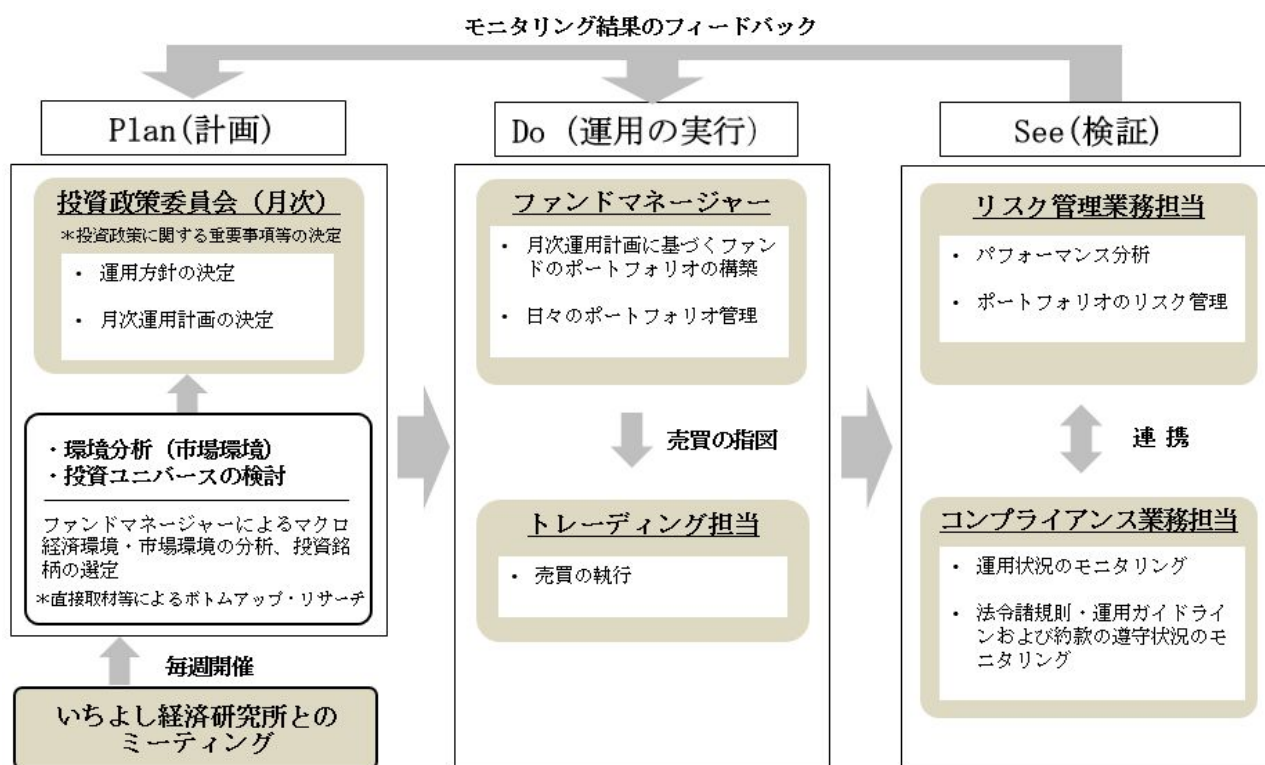 モニタリング結果のフィードバック
Plan(計画)
投資政策委員会（月次）
＊投資政策に関する重要事項等の決定
・ 運用方針の決定
・ 月次運用計画の決定
・環境分析（市場環境）
・投資ユニバースの検討
ファンドマネージャーによるマクロ
経済環境・市場環境の分析、投資銘
柄の選定
＊直接取材等によるボトムアップ・リサーチ
毎週開催
いちよし経済研究所との
ミーティング
Do (運用の実行)
ファンドマネージャー
・ 月次運用計画に基づくファン
ドのポートフォリオの構築
・ 日々のポートフォリオ管理
売買の指図
トレーディング担当
・ 売買の執行
See(検証)
リスク管理業務担当
・ パフォーマンス分析
・ ポートフォリオのリスク管理
連 携
コンプライアンス業務担当
・ 運用状況のモニタリング
・ 法令諸規則・運用ガイドライ
ンおよび約款の遵守状況のモ
ニタリング